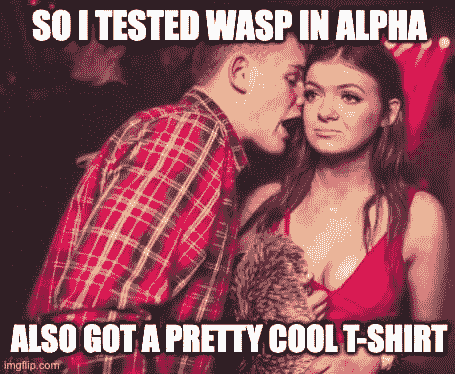 SO I TESTED WASP IN ALPHA
ALSO GOT A PRETTY COOL T-SHIRT
imgflip.com